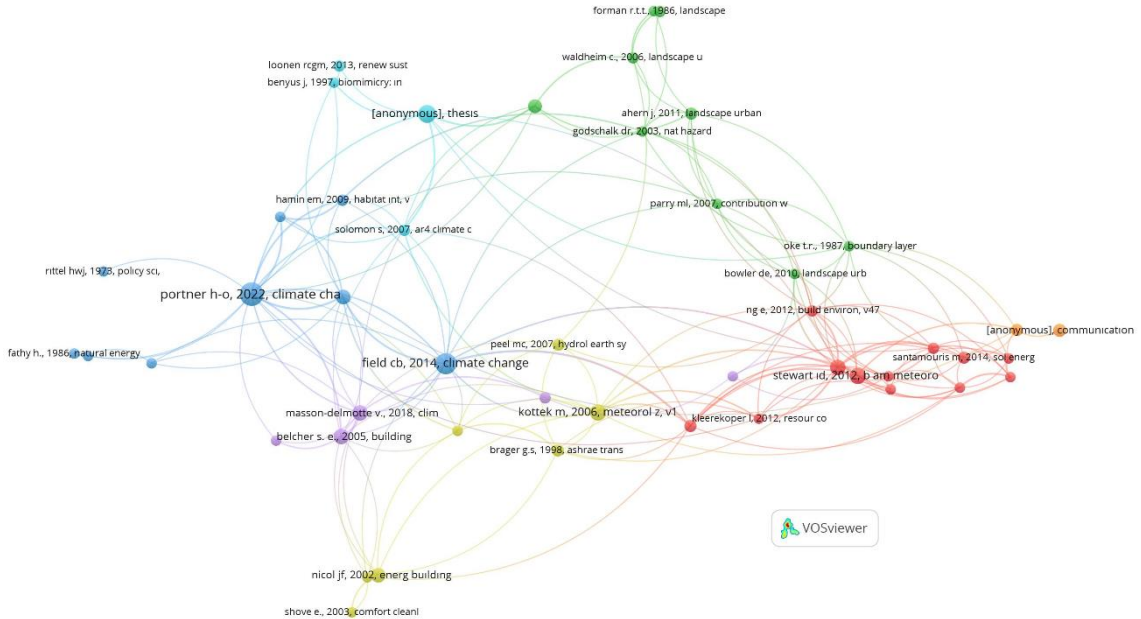 forman r.t.t., 1986, landscape
waldheim c., 2006, landscape u
loonen rcgm, 2013, renew sust
benyus j, 1997, biomimicry: in
[anonymous], thesis
ahern j, 2011, landscape urban
godschalk dr, 2003, nat hazard
hamin em, 2009, habitat int, v
parry ml, 2007, contribution w
solomon s, 2007, ar4 climate c
oke t.r., 1987, boundary layer
rittel hwj, 1973, policy sci,
bowler de, 2010, landscape urb
portner h-o, 2022, climate cha
ng e, 2012, build environ, v47
[anonymous], communication
peel mc, 2007, hydrol earth sy
fathy h., 1986, natural energy
santamouris m, 2014, sol energ
field cb, 2014, climate change
stewart id, 2012, b am meteoro
masson-delmotte v., 2018, clim
kottek m, 2006, meteorol z, v1
kleerekoper l, 2012, resour co
belcher s. e., 2005, building
brager g.s, 1998, ashrae trans
VOSviewer
nicol jf, 2002, energ building
shove e., 2003, comfort cleanl